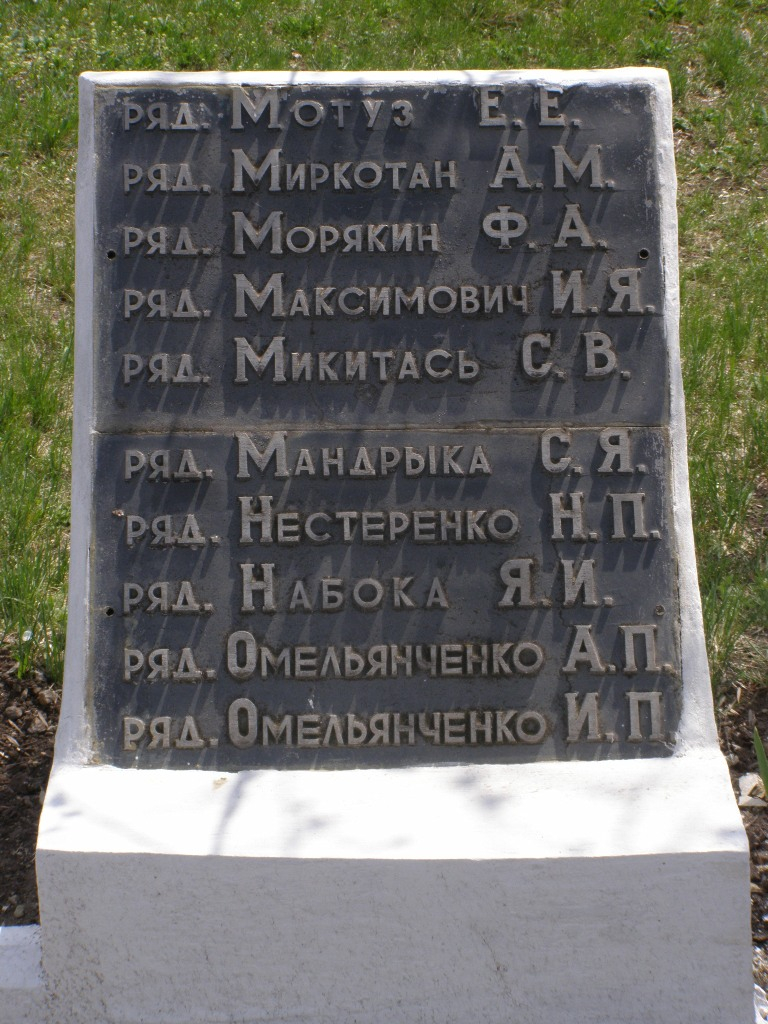 ряд. Мотуз Е. Е.
ряд. Миркотан А. М.
ряд. Морякин Ф. А.
ряд. Максимович И. Я.
ряд. Микитась С. В.
ряд. Мандрыка С. Я.
ряд. Нестеренко Н. П.
ряд. Набока Я. И.
ряд. Омельянченко А. П.
ряд. Омельянченко И. П.